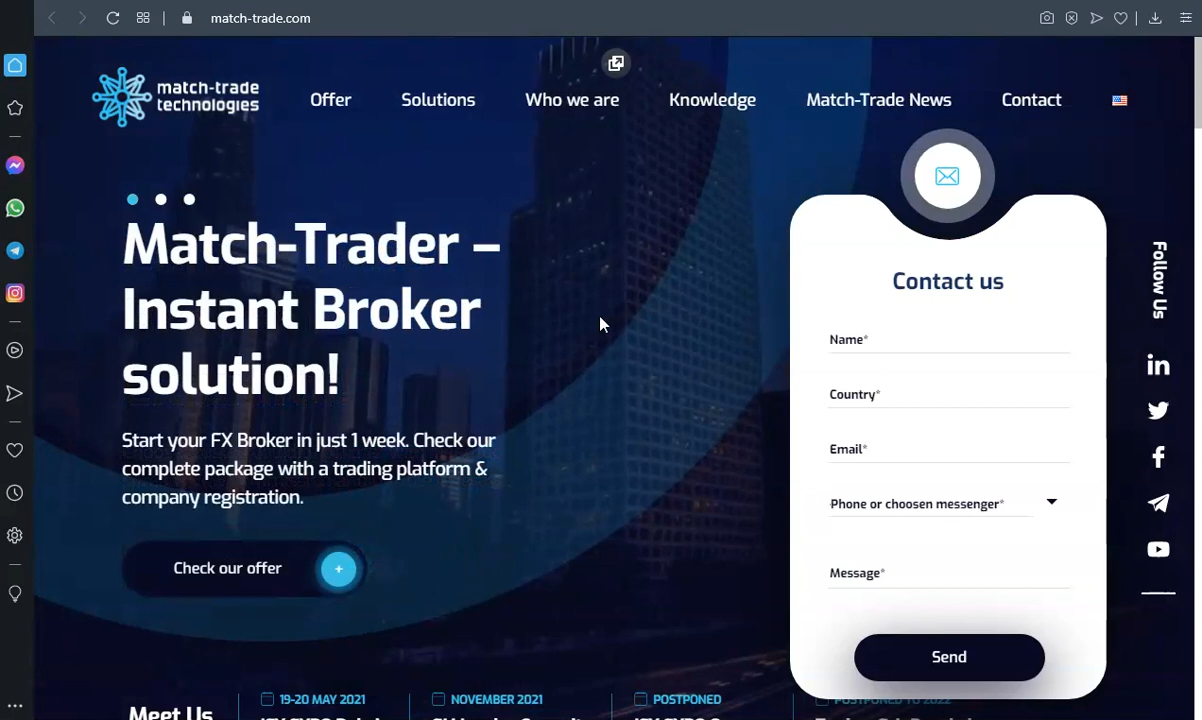 match-trade.com
match-trade
technologies
Offer
Solutions
Who we are
Knowledge
Match-Trade News
Contact
Match-Trader –
Instant Broker
solution!
Start your FX Broker in just 1 week. Check our
complete package with a trading platform &
company registration.
Check our offer
+
Contact us
Name*
Country*
Email*
Phone or choosen messenger*
Message*
Send
Follow Us
Meet Us
19-20 MAY 2021
NOVEMBER 2021
POSTPONED
POSTPONED TO 2022